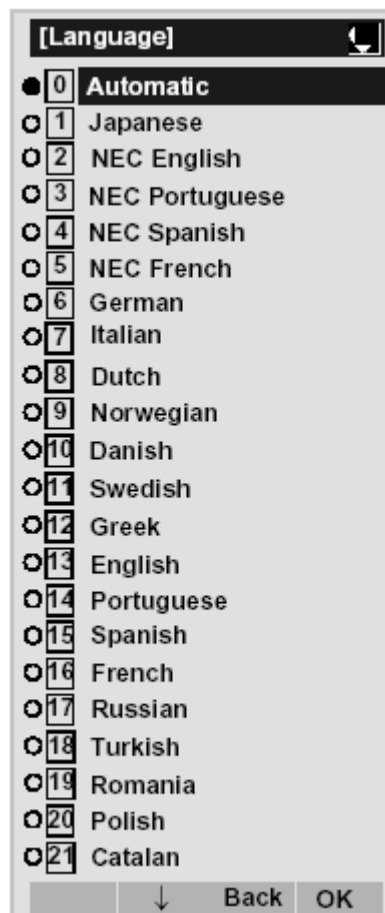 [Language]
0 Automatic
1 Japanese
2 NEC English
3 NEC Portuguese
4 NEC Spanish
5 NEC French
6 German
7 Italian
8 Dutch
9 Norwegian
10 Danish
11 Swedish
12 Greek
13 English
14 Portuguese
15 Spanish
16 French
17 Russian
18 Turkish
19 Romania
20 Polish
21 Catalan
↓ Back OK